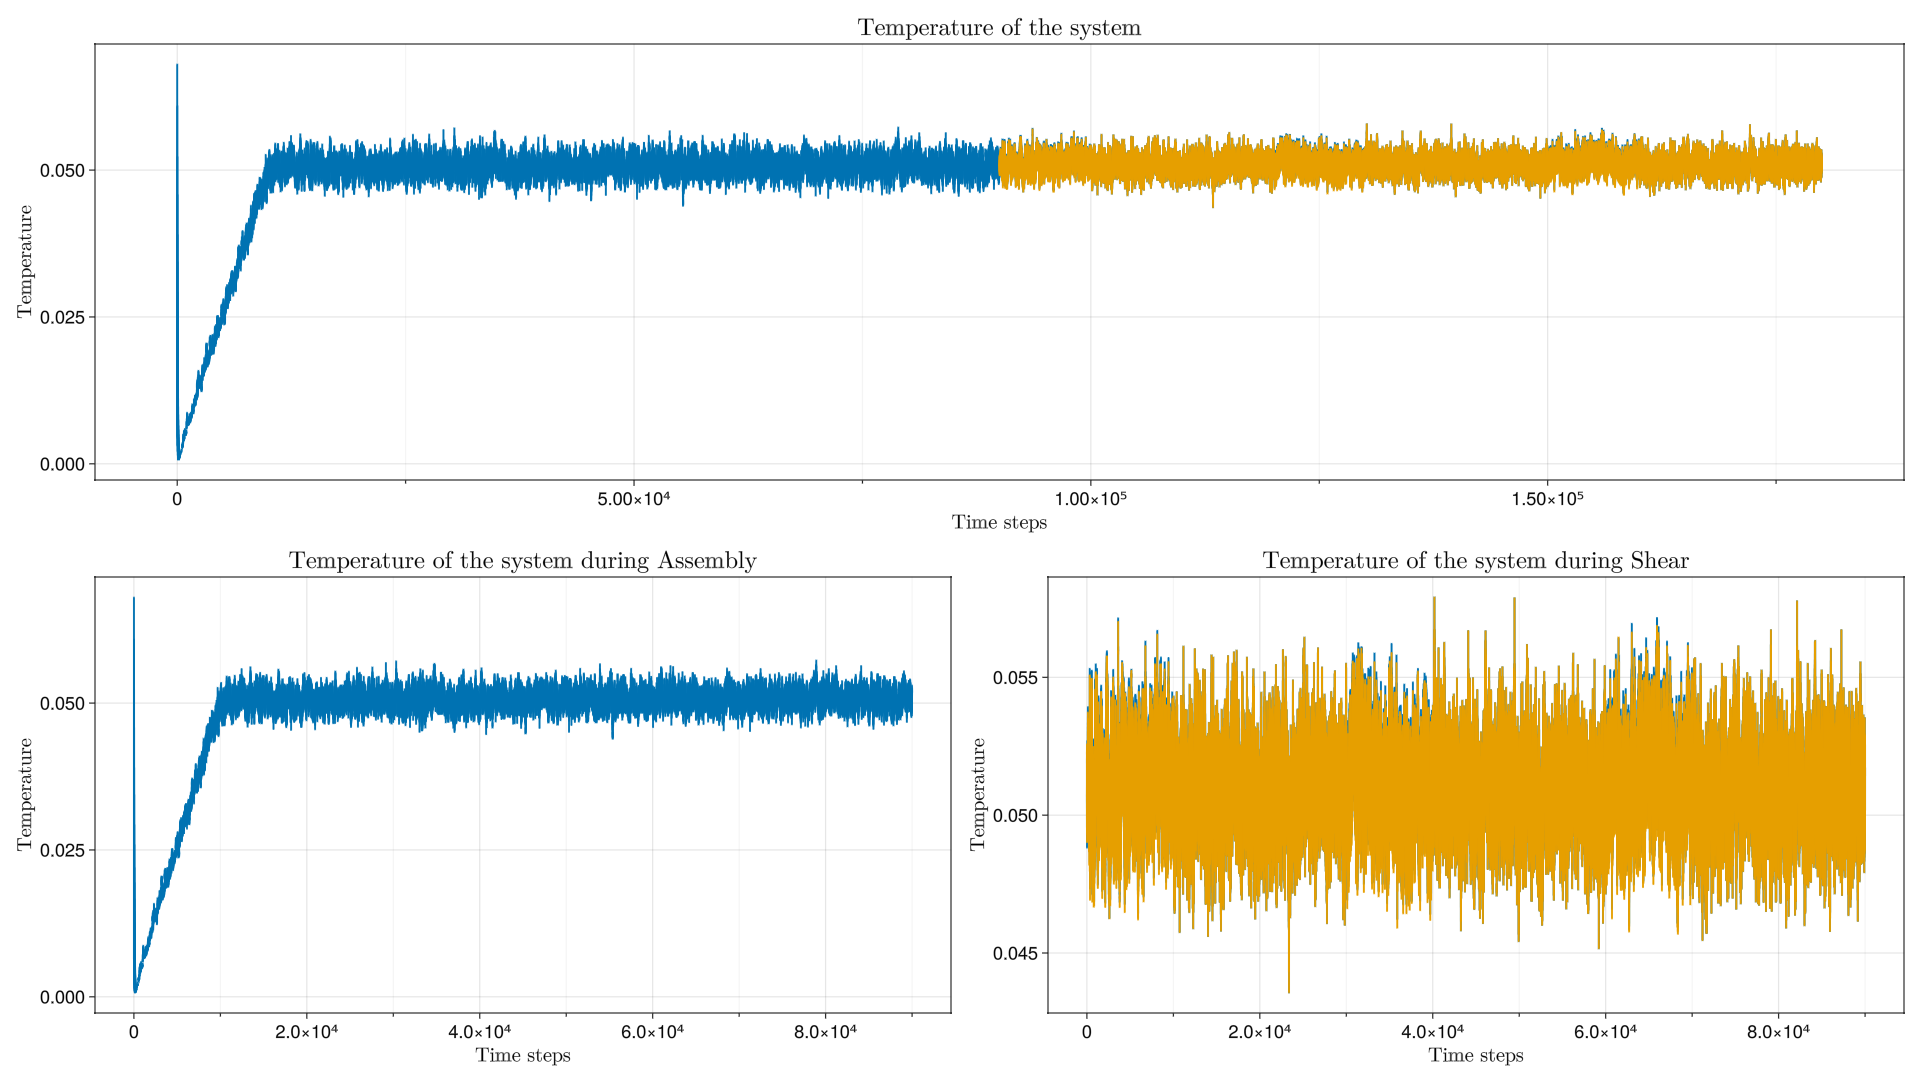 Temperature of the system
Temperature
0.050
0.025
0.000
0
5.00×10⁴
1.00×10⁵
1.50×10⁵
Time steps
Temperature of the system during Assembly
Temperature
0.050
0.025
0.000
0
2.0×10⁴
4.0×10⁴
6.0×10⁴
8.0×10⁴
Time steps
Temperature of the system during Shear
Temperature
0.055
0.050
0.045
0
2.0×10⁴
4.0×10⁴
6.0×10⁴
8.0×10⁴
Time steps